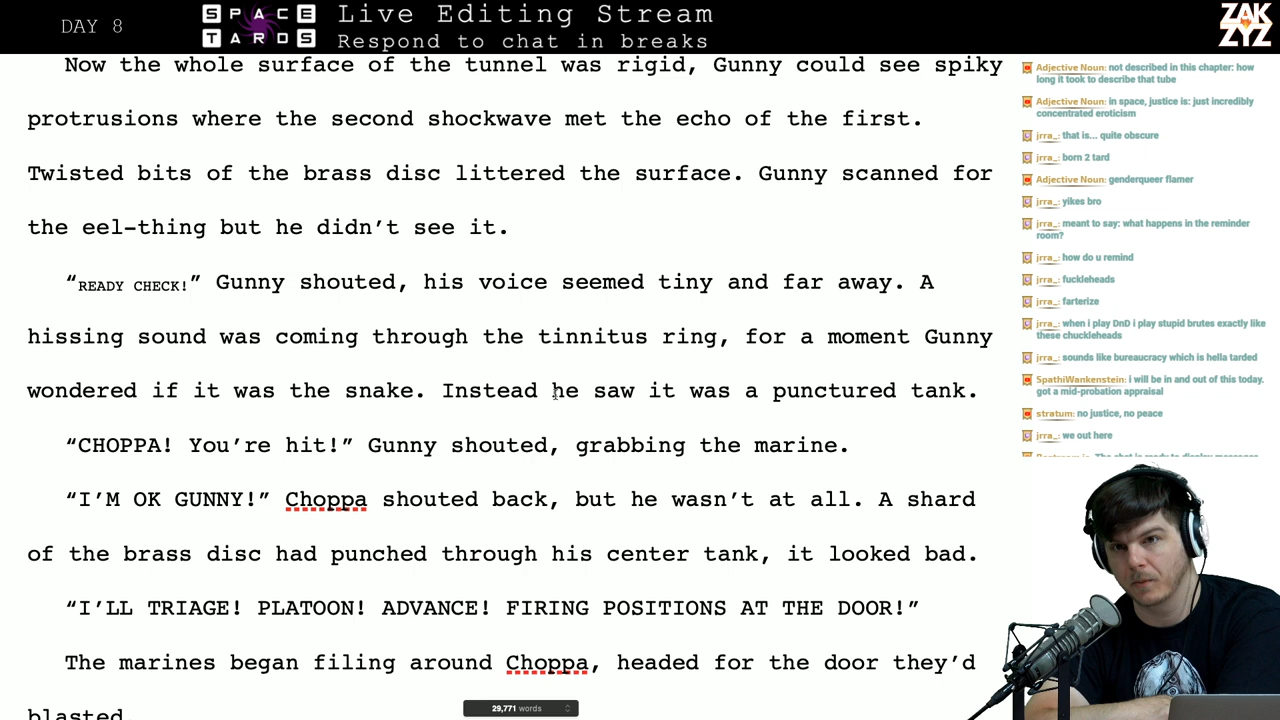 DAY 8
SPACE
TARDS
Live Editing Stream
Respond to chat in breaks
ZAK
ZYZ
Now the whole surface of the tunnel was rigid, Gunny could see spiky
protrusions where the second shockwave met the echo of the first.
Twisted bits of the brass disc littered the surface. Gunny scanned for
the eel-thing but he didn’t see it.
“READY CHECK!” Gunny shouted, his voice seemed tiny and far away. A
hissing sound was coming through the tinnitus ring, for a moment Gunny
wondered if it was the snake. Instead he saw it was a punctured tank.
“CHOPPA! You’re hit!” Gunny shouted, grabbing the marine.
“I’M OK GUNNY!” Choppa shouted back, but he wasn’t at all. A shard
of the brass disc had punched through his center tank, it looked bad.
“I’LL TRIAGE! PLATOON! ADVANCE! FIRING POSITIONS AT THE DOOR!”
The marines began filing around Choppa, headed for the door they’d
blasted.
29,771 words
Adjective Noun: not described in this chapter: how
long it took to describe that tube
Adjective Noun: in space, justice is: just incredibly
concentrated eroticism
jrra_: that is... quite obscure
jrra_: born 2 tard
Adjective Noun: genderqueer flamer
jrra_: yikes bro
jrra_: meant to say: what happens in the reminder
room?
jrra_: how do u remind
jrra_: fuckleheads
jrra_: farterize
jrra_: when i play DnD i play stupid brutes exactly like
these chuckleheads
jrra_: sounds like bureaucracy which is hella tarded
SpathiWankenstein: i will be in and out of this today.
got a mid-probation appraisal
stratum: no justice, no peace
jrra_: we out here